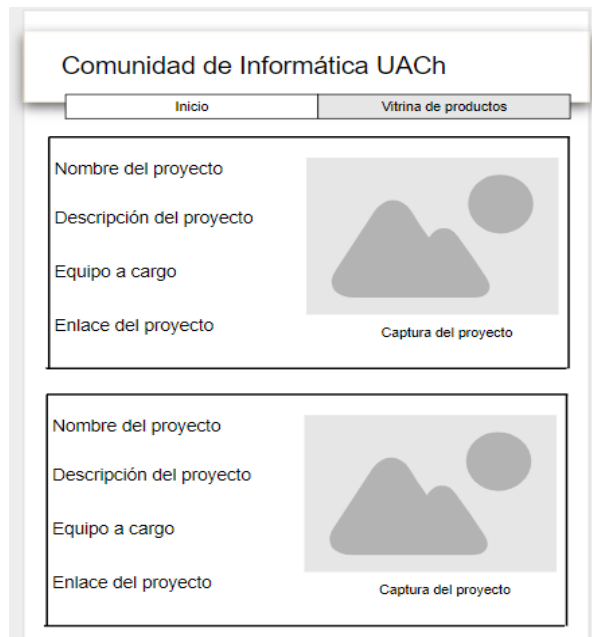 Comunidad de Informática UACh
Inicio
Vitrina de productos
Nombre del proyecto
Descripción del proyecto
Equipo a cargo
Enlace del proyecto
Captura del proyecto
Nombre del proyecto
Descripción del proyecto
Equipo a cargo
Enlace del proyecto
Captura del proyecto